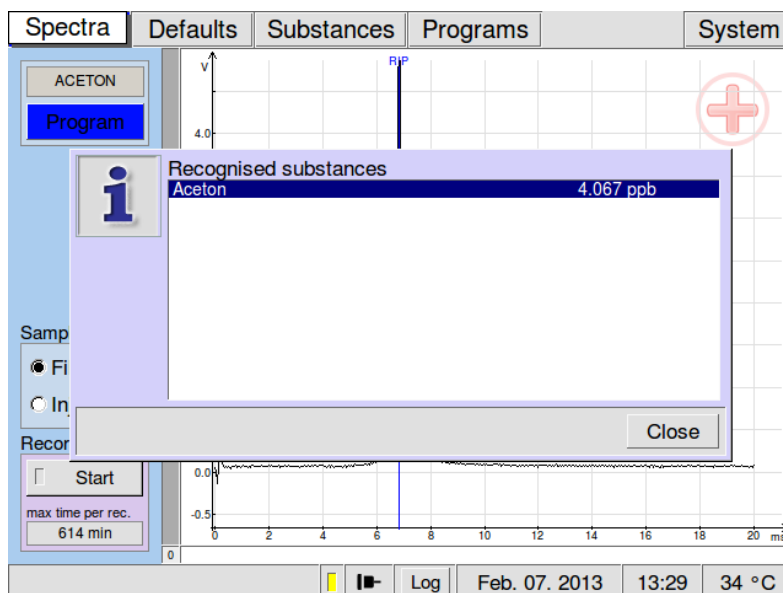 Spectra Defaults Substances Programs System
ACETON
Program
V
RIP
4.0
Recognised substances
Aceton 4.067 ppb
Samp
Fi
Inj
Close
Recor
Start
max time per rec.
614 min
0.0
-0.5
0 2 4 6 8 10 12 14 16 18 20 ms
0
Log Feb. 07. 2013 13:29 34 °C